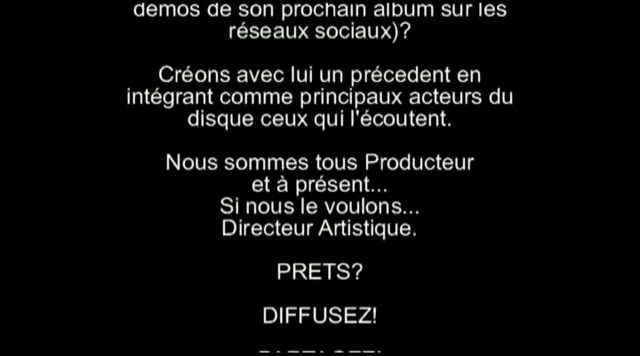 démos de son prochain album sur les
réseaux sociaux)?
Créons avec lui un précedent en
intégrant comme principaux acteurs du
disque ceux qui l'écoutent.
Nous sommes tous Producteur
et à présent...
Si nous le voulons...
Directeur Artistique.
PRETS?
DIFFUSEZ!